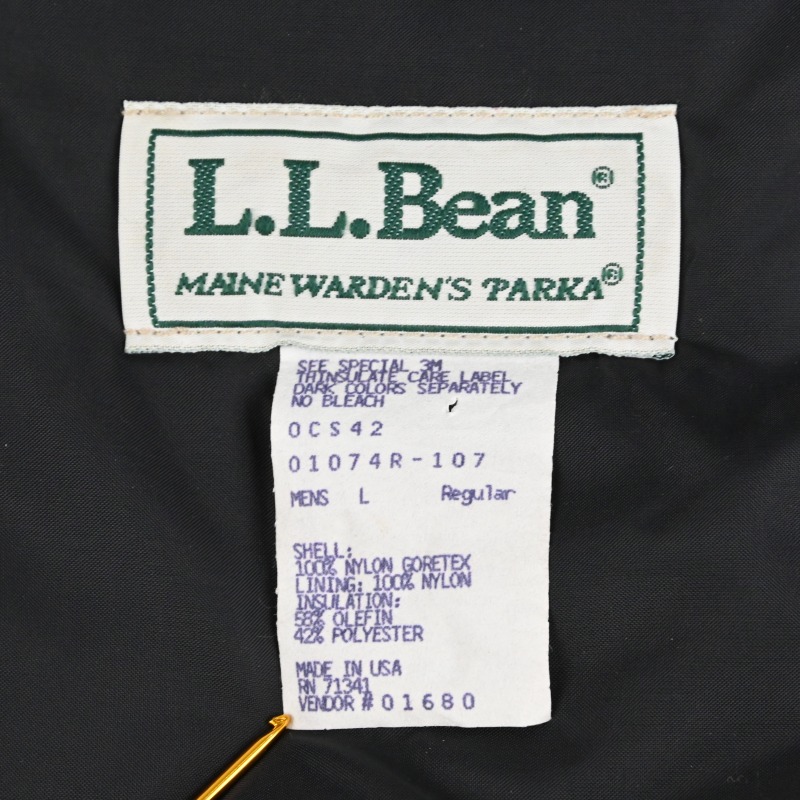 L.L.Bean®
MAINE WARDEN'S PARKA®
SEE SPECIAL 3M
THINSULATE CARE LABEL
DARK COLORS SEPARATELY
NO BLEACH
0CS42
01074R-107
MENS L Regular
SHELL:
100% NYLON GORETEX
LINING: 100% NYLON
INSULATION:
58% OLEFIN
42% POLYESTER
MADE IN USA
RN 71341
VENDOR #01680